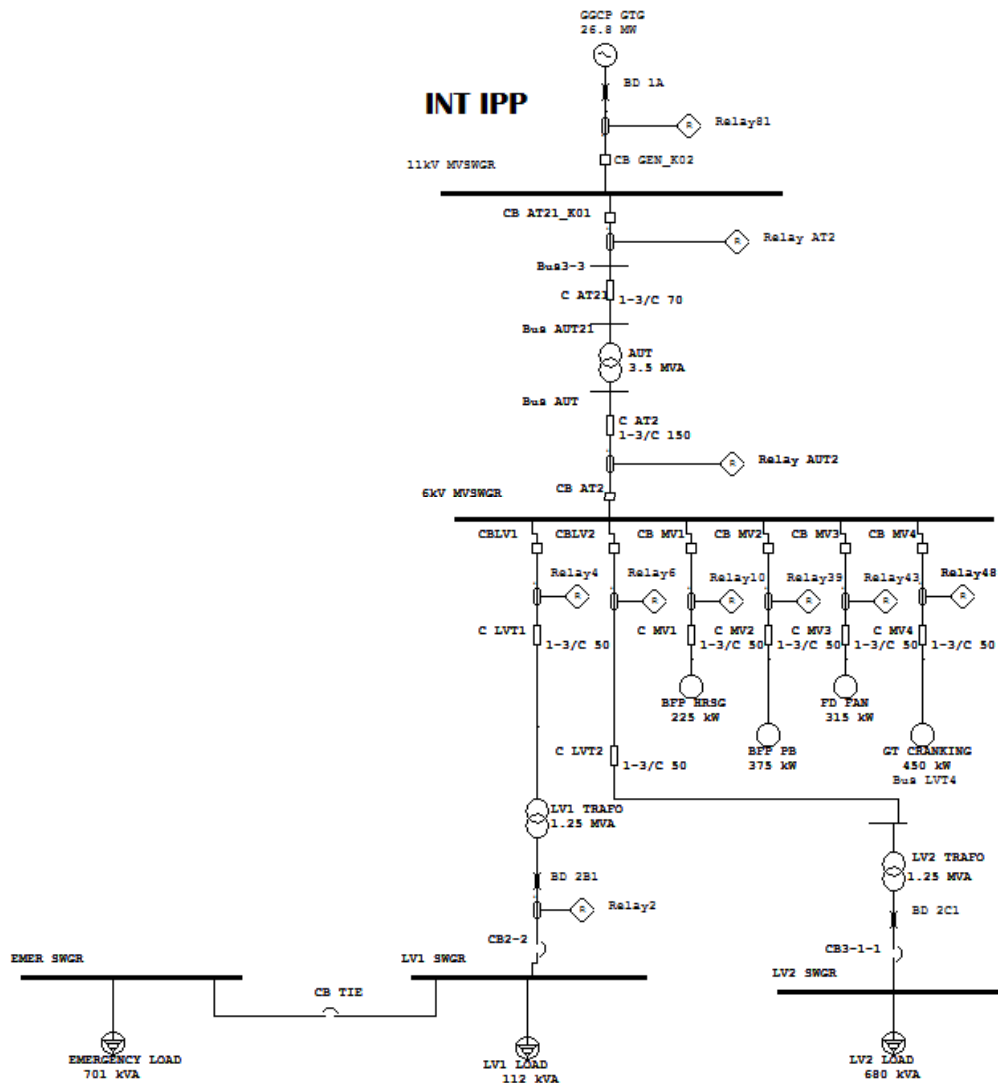 GGCP GTG
26.8 MW
BD 1A
INT IPP
Relay81
CB GEN_K02
11kV MVSWGR
CB AT21_K01
R
Relay AT2
Bus3-3
C AT21
1-3/C 70
Bus AUT21
AUT
3.5 MVA
Bus AUT
C AT2
1-3/C 150
R
Relay AUT2
CB AT2
6kV MVSWGR
CBLV1 CBLV2 CB MV1 CB MV2 CB MV3 CB MV4
Relay4 Relay6 Relay10 Relay39 Relay43 Relay48
R R R R R R
C LVT1 C MV1 C MV2 C MV3 C MV4
1-3/C 50 1-3/C 50 1-3/C 50 1-3/C 50 1-3/C 50
BFP HRSG
225 kW
FD FAN
315 kW
BFP PB
375 kW
GT CRANKING
450 kW
Bus LVT4
C LVT2
1-3/C 50
LV1 TRAFO
1.25 MVA
LV2 TRAFO
1.25 MVA
BD 2B1
R
Relay2
BD 2C1
CB2-2
CB3-1-1
EMER SWGR
LV1 SWGR
LV2 SWGR
CB TIE
EMERGENCY LOAD
701 kVA
LV1 LOAD
112 kVA
LV2 LOAD
680 kVA